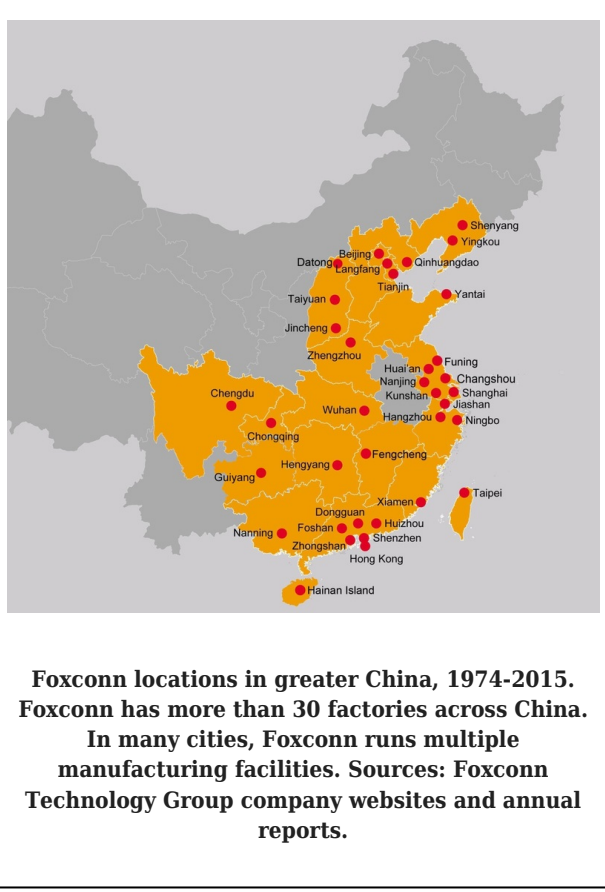 Shenyang
Yingkou
Beijing
Datong
Langfang
Qinhuangdao
Tianjin
Yantai
Taiyuan
Jincheng
Zhengzhou
Funing
Huai'an
Changshou
Nanjing
Shanghai
Kunshan
Jiashan
Chengdu
Wuhan
Hangzhou
Ningbo
Chongqing
Fengcheng
Hengyang
Guiyang
Taipei
Xiamen
Dongguan
Huizhou
Foshan
Nanning
Shenzhen
Zhongshan
Hong Kong
Hainan Island
Foxconn locations in greater China, 1974-2015.
Foxconn has more than 30 factories across China.
In many cities, Foxconn runs multiple
manufacturing facilities. Sources: Foxconn
Technology Group company websites and annual
reports.